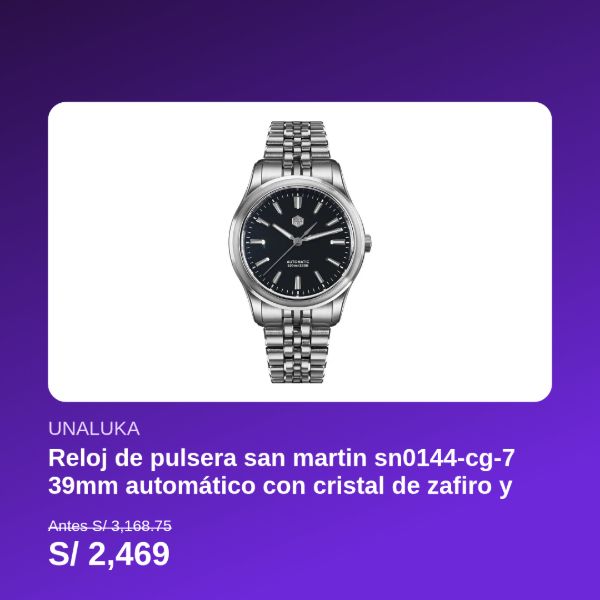 AUTOMATIC
UNALUKA
Reloj de pulsera san martin sn0144-cg-7
39mm automático con cristal de zafiro y
Antes S/ 3,168.75
S/ 2,469